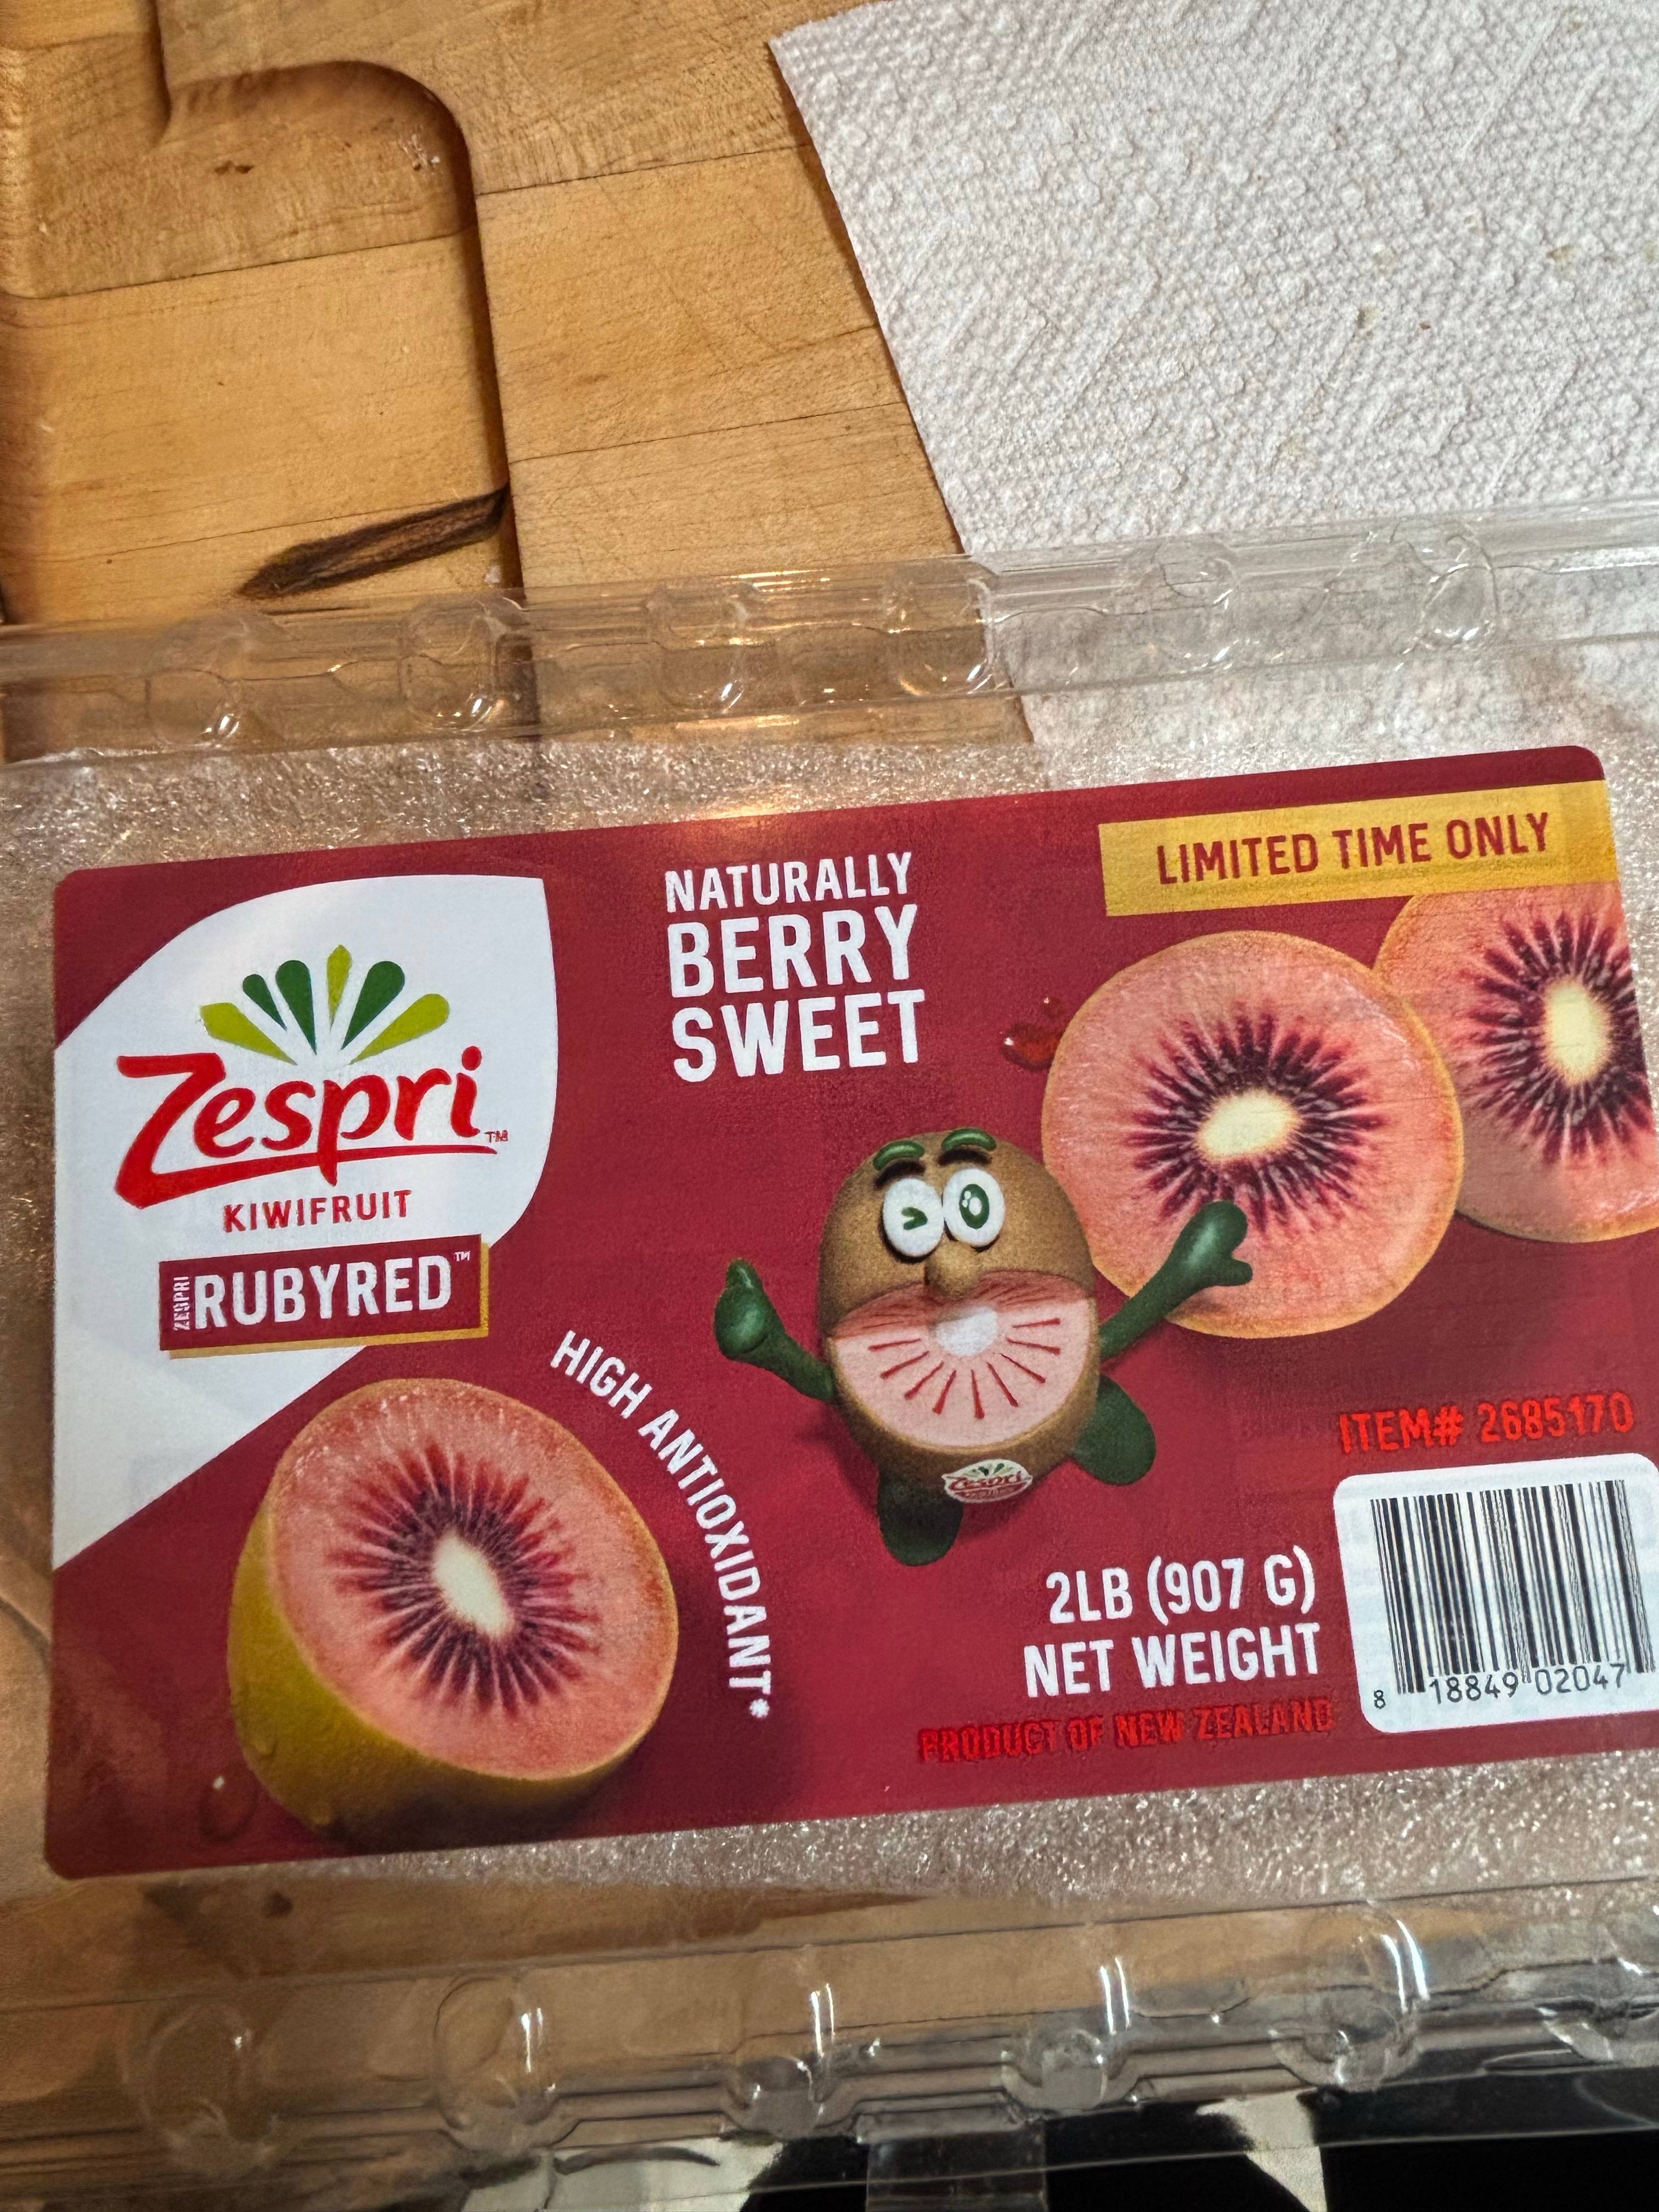 LIMITED TIME ONLY
NATURALLY
BERRY
SWEET
Zespri™
KIWIFRUIT
ZESPRI RUBYRED™
HIGH ANTIOXIDANT*
Zespri
ITEM# 2685170
2LB (907 G)
NET WEIGHT
PRODUCT OF NEW ZEALAND
8 18849 02047